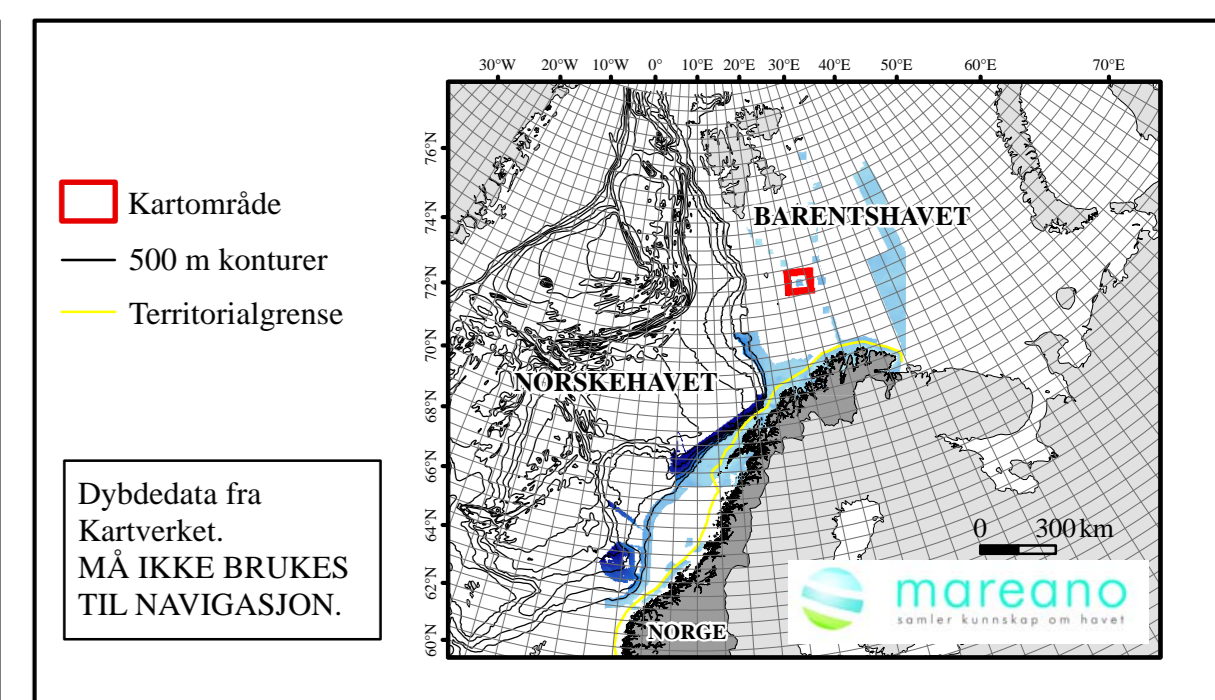 30°W 20°W 10°W 0° 10°E 20°E 30°E 40°E 50°E 60°E 70°E
76°N
74°N
72°N
70°N
68°N
66°N
64°N
62°N
60°N
Kartområde
500 m konturer
Territorialgrense
Dybdedata fra
Kartverket.
MÅ IKKE BRUKES
TIL NAVIGASJON.
BARENTSHAVET
NORSKEHAVET
NORGE
0 300 km
mareano
samler kunnskap om havet